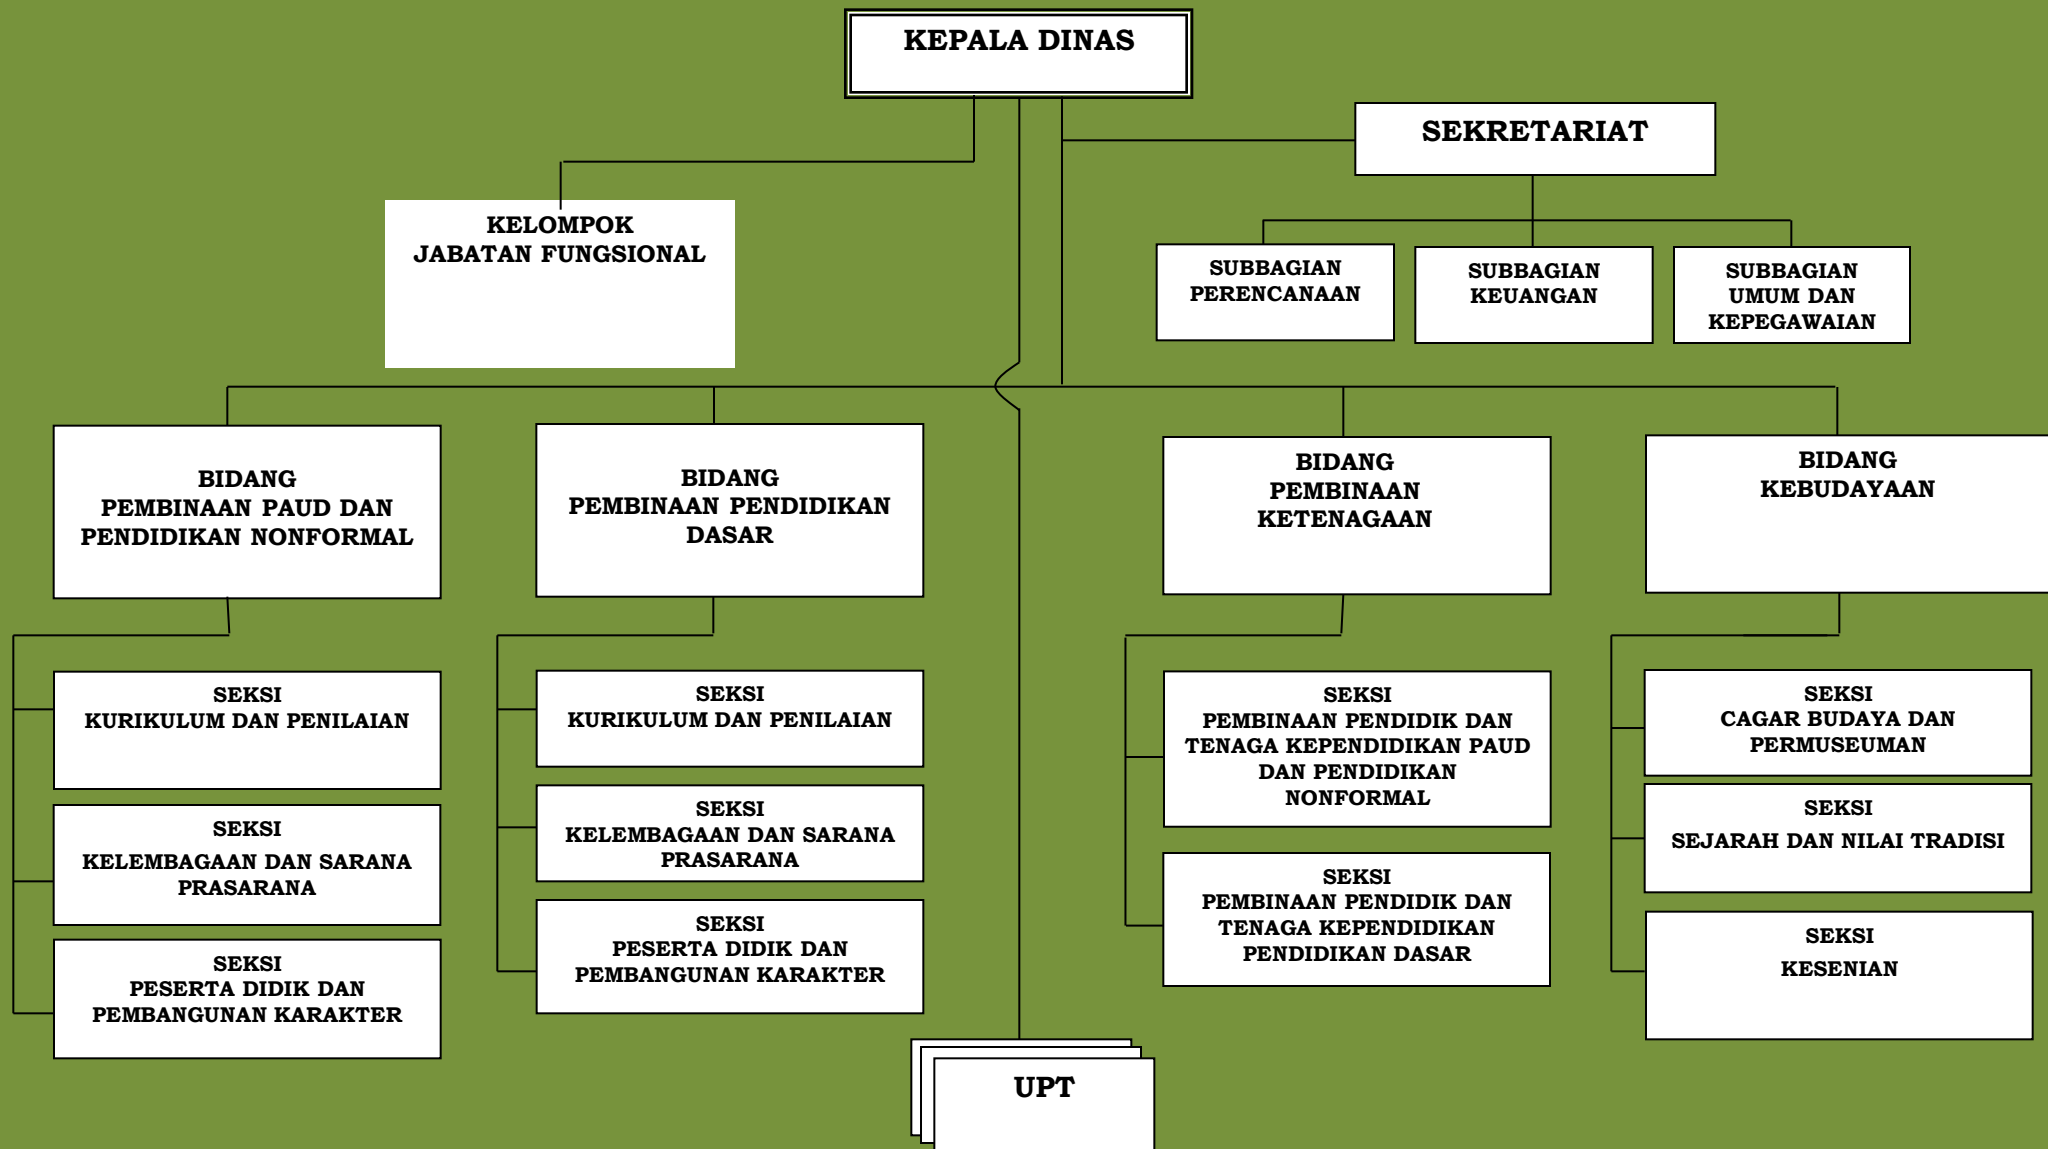 KEPALA DINAS
SEKRETARIAT
KELOMPOK
JABATAN FUNGSIONAL
SUBBAGIAN
PERENCANAAN
SUBBAGIAN
KEUANGAN
SUBBAGIAN
UMUM DAN
KEPEGAWAIAN
BIDANG
PEMBINAAN PAUD DAN
PENDIDIKAN NONFORMAL
BIDANG
PEMBINAAN PENDIDIKAN
DASAR
BIDANG
PEMBINAAN
KETENAGAAN
BIDANG
KEBUDAYAAN
SEKSI
KURIKULUM DAN PENILAIAN
SEKSI
KELEMBAGAAN DAN SARANA
PRASARANA
SEKSI
PESERTA DIDIK DAN
PEMBANGUNAN KARAKTER
SEKSI
KURIKULUM DAN PENILAIAN
SEKSI
KELEMBAGAAN DAN SARANA
PRASARANA
SEKSI
PESERTA DIDIK DAN
PEMBANGUNAN KARAKTER
SEKSI
PEMBINAAN PENDIDIK DAN
TENAGA KEPENDIDIKAN PAUD
DAN PENDIDIKAN
NONFORMAL
SEKSI
PEMBINAAN PENDIDIK DAN
TENAGA KEPENDIDIKAN
PENDIDIKAN DASAR
SEKSI
CAGAR BUDAYA DAN
PERMUSEUMAN
SEKSI
SEJARAH DAN NILAI TRADISI
SEKSI
KESENIAN
UPT